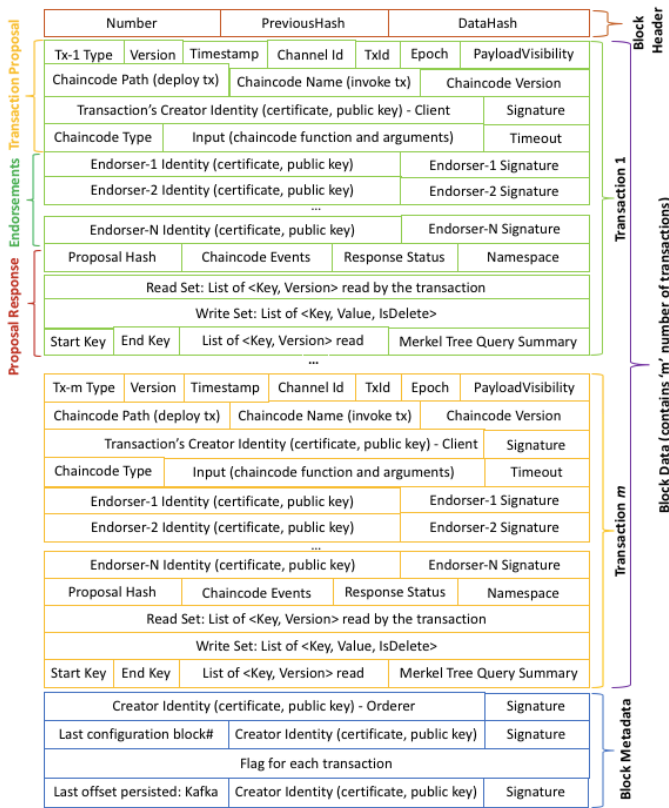 Number PreviousHash DataHash
Block Header
Transaction Proposal
Tx-1 Type Version Timestamp Channel Id TxId Epoch PayloadVisibility
Chaincode Path (deploy tx) Chaincode Name (invoke tx) Chaincode Version
Transaction's Creator Identity (certificate, public key) - Client Signature
Chaincode Type Input (chaincode function and arguments) Timeout
Endorsements
Endorser-1 Identity (certificate, public key) Endorser-1 Signature
Endorser-2 Identity (certificate, public key) Endorser-2 Signature
...
Endorser-N Identity (certificate, public key) Endorser-N Signature
Proposal Response
Proposal Hash Chaincode Events Response Status Namespace
Read Set: List of <Key, Version> read by the transaction
Write Set: List of <Key, Value, IsDelete>
Start Key End Key List of <Key, Version> read Merkel Tree Query Summary
Transaction 1
...
Tx-m Type Version Timestamp Channel Id TxId Epoch PayloadVisibility
Chaincode Path (deploy tx) Chaincode Name (invoke tx) Chaincode Version
Transaction's Creator Identity (certificate, public key) - Client Signature
Chaincode Type Input (chaincode function and arguments) Timeout
Endorser-1 Identity (certificate, public key) Endorser-1 Signature
Endorser-2 Identity (certificate, public key) Endorser-2 Signature
...
Endorser-N Identity (certificate, public key) Endorser-N Signature
Proposal Hash Chaincode Events Response Status Namespace
Read Set: List of <Key, Version> read by the transaction
Write Set: List of <Key, Value, IsDelete>
Start Key End Key List of <Key, Version> read Merkel Tree Query Summary
Transaction m
Block Data (contains 'm' number of transactions)
Creator Identity (certificate, public key) - Orderer Signature
Last configuration block# Creator Identity (certificate, public key) Signature
Flag for each transaction
Last offset persisted: Kafka Creator Identity (certificate, public key) Signature
Block Metadata